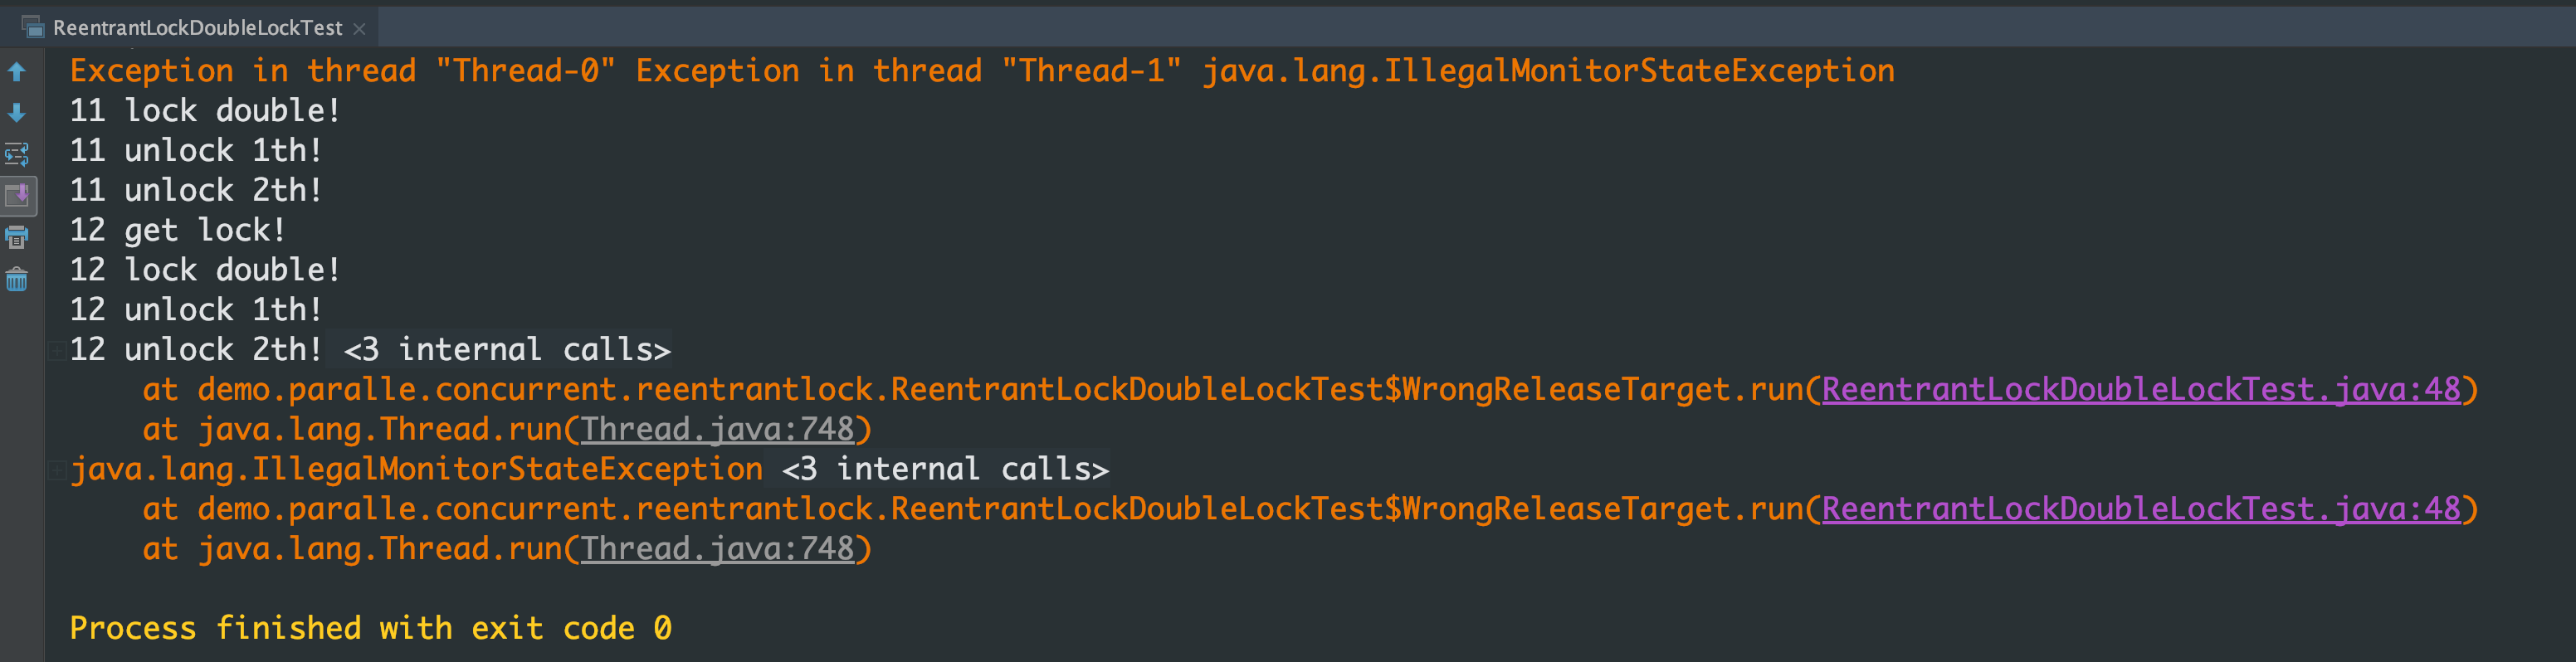 ReentrantLockDoubleLockTest
Exception in thread "Thread-0" Exception in thread "Thread-1" java.lang.IllegalMonitorStateException
11 lock double!
11 unlock 1th!
11 unlock 2th!
12 get lock!
12 lock double!
12 unlock 1th!
12 unlock 2th! <3 internal calls>
at demo.paralle.concurrent.reentrantlock.ReentrantLockDoubleLockTest$WrongReleaseTarget.run(ReentrantLockDoubleLockTest.java:48)
at java.lang.Thread.run(Thread.java:748)
java.lang.IllegalMonitorStateException <3 internal calls>
at demo.paralle.concurrent.reentrantlock.ReentrantLockDoubleLockTest$WrongReleaseTarget.run(ReentrantLockDoubleLockTest.java:48)
at java.lang.Thread.run(Thread.java:748)
Process finished with exit code 0